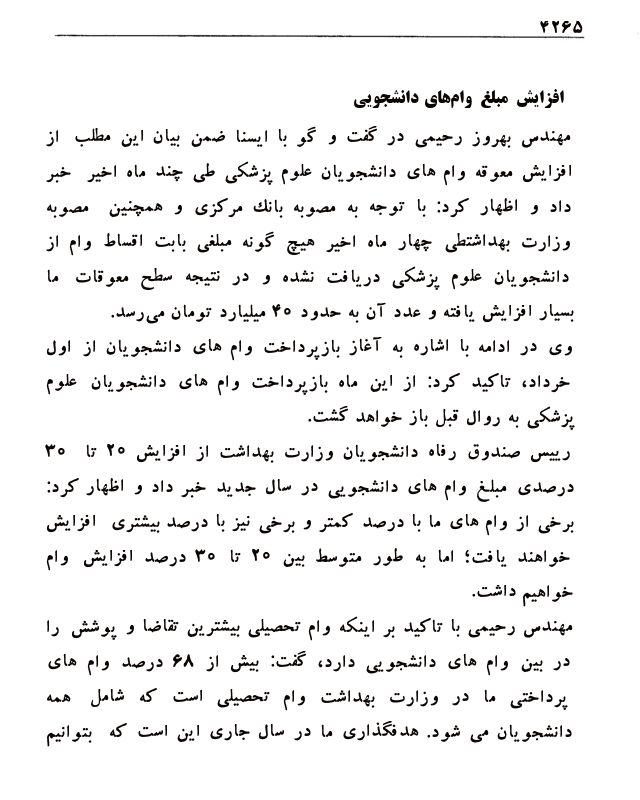 ۴۲۶۵
افزایش مبلغ وام‌های دانشجویی
مهندس بهروز رحیمی در گفت و گو با ایسنا ضمن بیان این مطلب از
افزایش معوقه وام های دانشجویان علوم پزشکی طی چند ماه اخیر خبر
داد و اظهار کرد: با توجه به مصوبه بانك مرکزی و همچنین مصوبه
وزارت بهداشتطی چهار ماه اخیر هیچ گونه مبلغی بابت اقساط وام از
دانشجویان علوم پزشکی دریافت نشده و در نتیجه سطح معوقات ما
بسیار افزایش یافته و عدد آن به حدود ۴۰ میلیارد تومان می‌رسد.
وی در ادامه با اشاره به آغاز بازپرداخت وام های دانشجویان از اول
خرداد، تاکید کرد: از این ماه بازپرداخت وام های دانشجویان علوم
پزشکی به روال قبل باز خواهد گشت.
رییس صندوق رفاه دانشجویان وزارت بهداشت از افزایش ۲۰ تا ۳۰
درصدی مبلغ وام های دانشجویی در سال جدید خبر داد و اظهار کرد:
برخی از وام های ما با درصد کمتر و برخی نیز با درصد بیشتری افزایش
خواهند یافت؛ اما به طور متوسط بین ۲۰ تا ۳۰ درصد افزایش وام
خواهیم داشت.
مهندس رحیمی با تاکید بر اینکه وام تحصیلی بیشترین تقاضا و پوشش را
در بین وام های دانشجویی دارد، گفت: بیش از ۶۸ درصد وام های
پرداختی ما در وزارت بهداشت وام تحصیلی است که شامل همه
دانشجویان می شود. هدفگذاری ما در سال جاری این است که بتوانیم